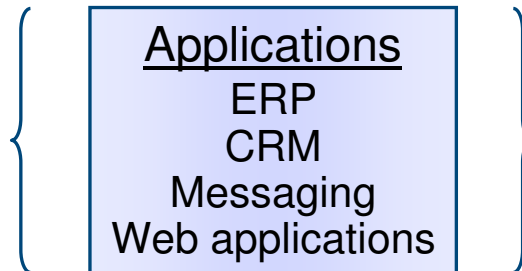 Applications
ERP
CRM
Messaging
Web applications